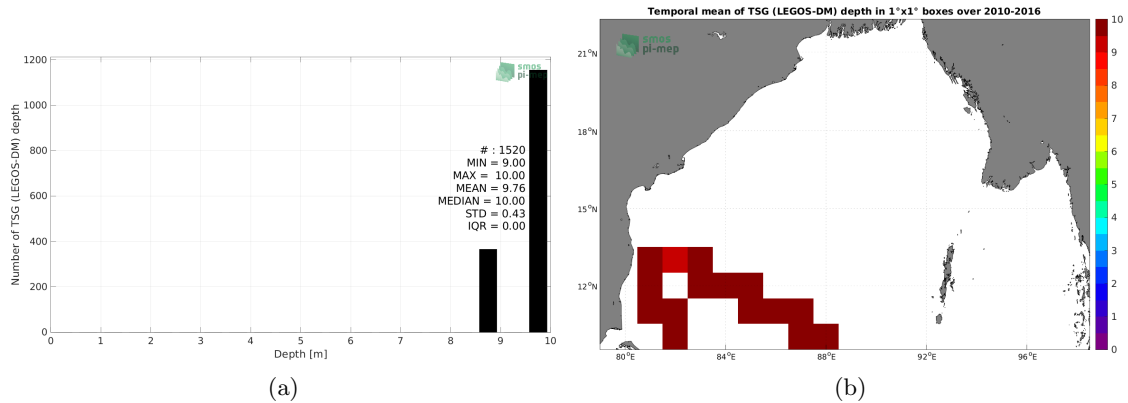 smos
pi-mep
Number of TSG (LEGOS-DM) depth
1200
1000
800
600
400
200
0
# : 1520
MIN = 9.00
MAX = 10.00
MEAN = 9.76
MEDIAN = 10.00
STD = 0.43
IQR = 0.00
0 1 2 3 4 5 6 7 8 9 10
Depth [m]
(a)
Temporal mean of TSG (LEGOS-DM) depth in 1°x1° boxes over 2010-2016
smos
pi-mep
21°N
18°N
15°N
12°N
80°E 84°E 88°E 92°E 96°E
10
9
8
7
6
5
4
3
2
1
0
(b)